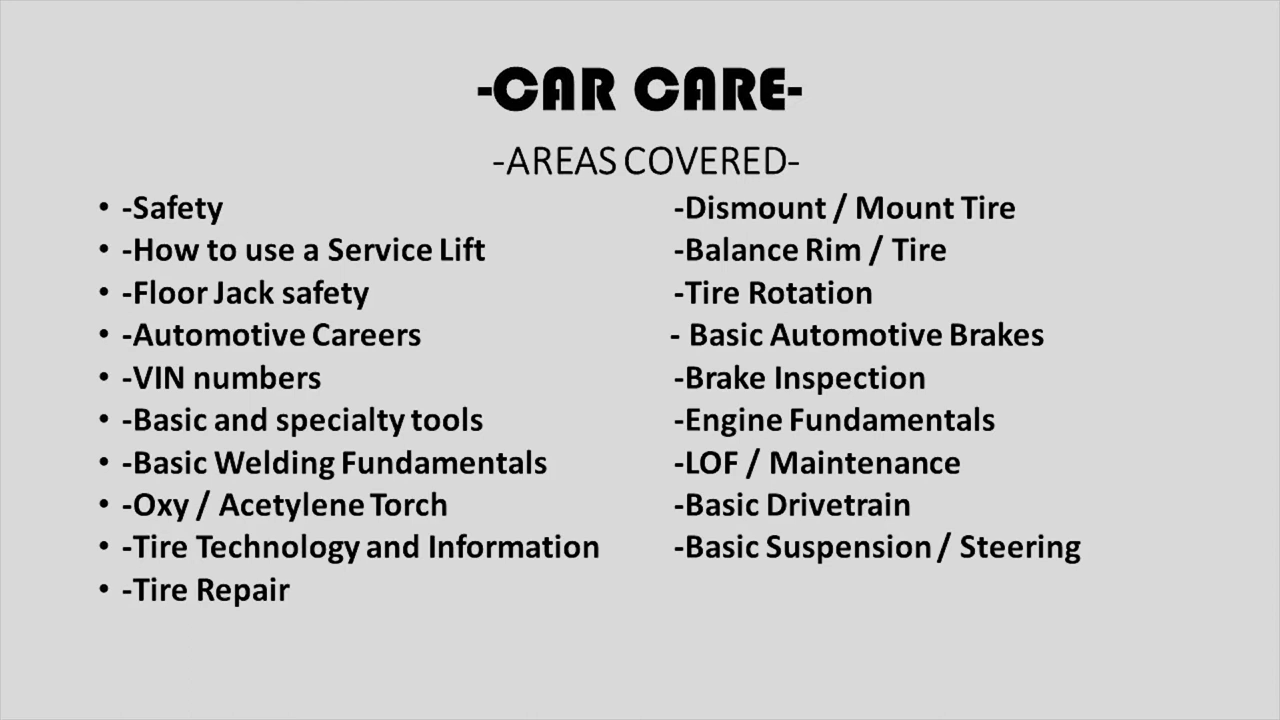 -CAR CARE-
-AREAS COVERED-
• -Safety -Dismount / Mount Tire
• -How to use a Service Lift -Balance Rim / Tire
• -Floor Jack safety -Tire Rotation
• -Automotive Careers - Basic Automotive Brakes
• -VIN numbers -Brake Inspection
• -Basic and specialty tools -Engine Fundamentals
• -Basic Welding Fundamentals -LOF / Maintenance
• -Oxy / Acetylene Torch -Basic Drivetrain
• -Tire Technology and Information -Basic Suspension / Steering
• -Tire Repair